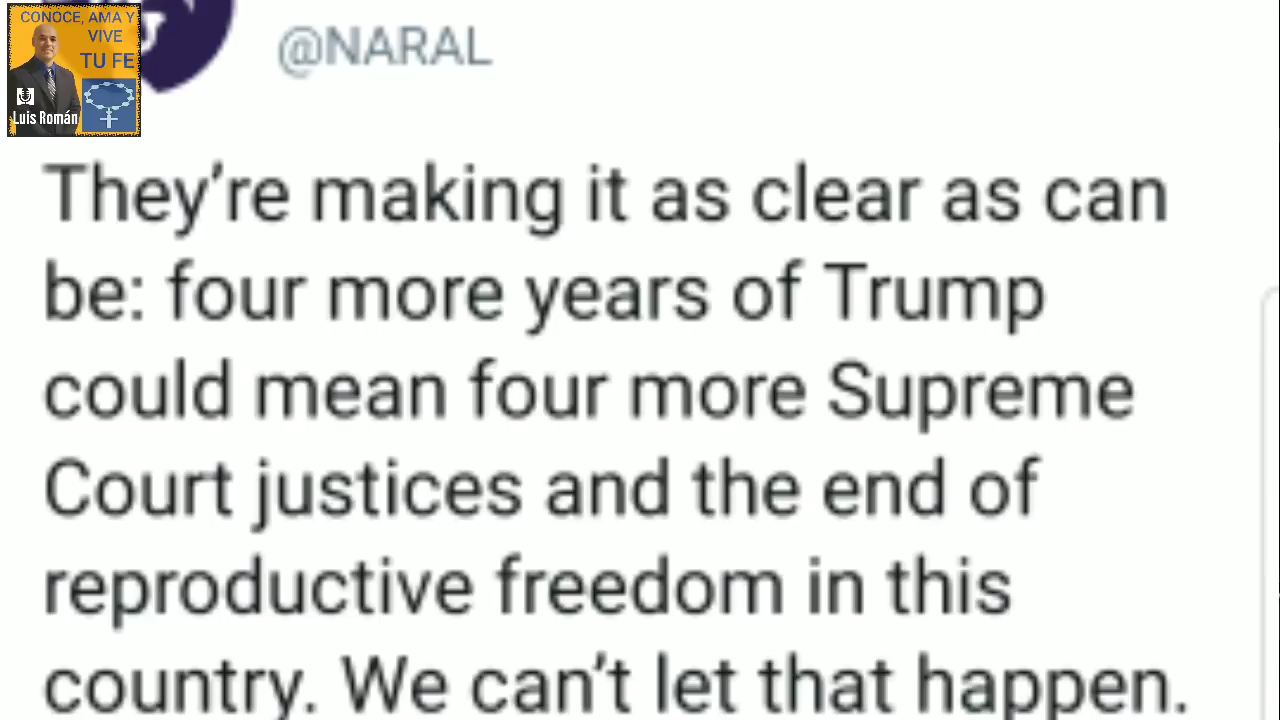 CONOCE, AMA Y
VIVE
TU FE
Luis Román
@NARAL
They're making it as clear as can
be: four more years of Trump
could mean four more Supreme
Court justices and the end of
reproductive freedom in this
country. We can't let that happen.